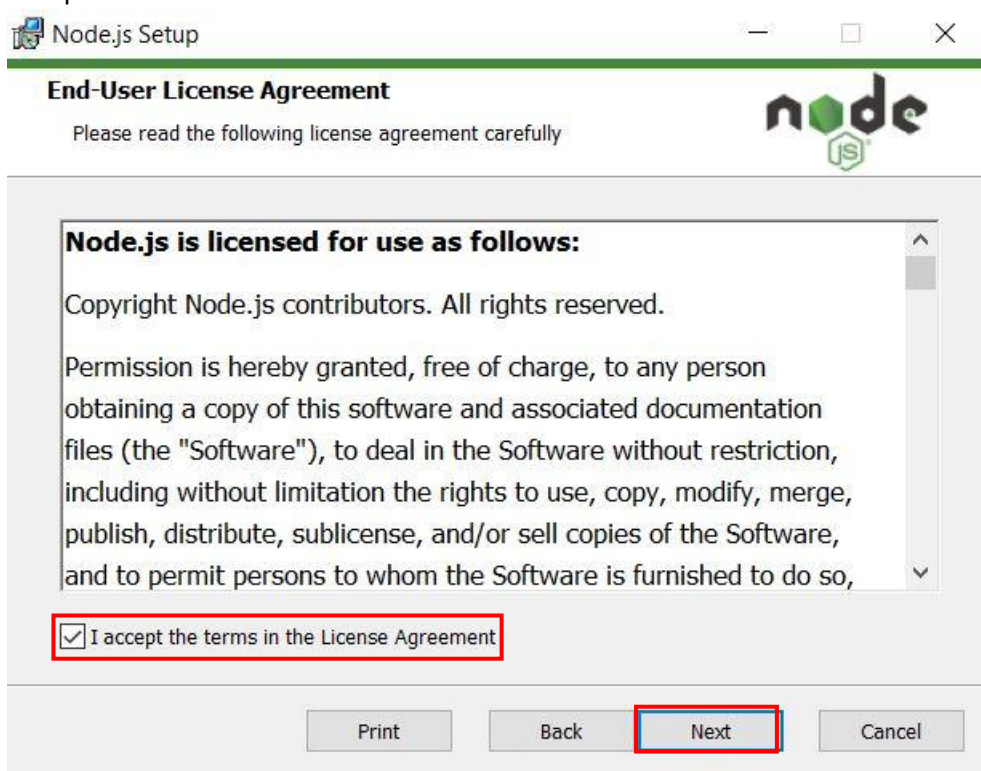 Node.js Setup
End-User License Agreement
Please read the following license agreement carefully
node
JS
Node.js is licensed for use as follows:
Copyright Node.js contributors. All rights reserved.
Permission is hereby granted, free of charge, to any person
obtaining a copy of this software and associated documentation
files (the "Software"), to deal in the Software without restriction,
including without limitation the rights to use, copy, modify, merge,
publish, distribute, sublicense, and/or sell copies of the Software,
and to permit persons to whom the Software is furnished to do so,
I accept the terms in the License Agreement
Print Back Next Cancel